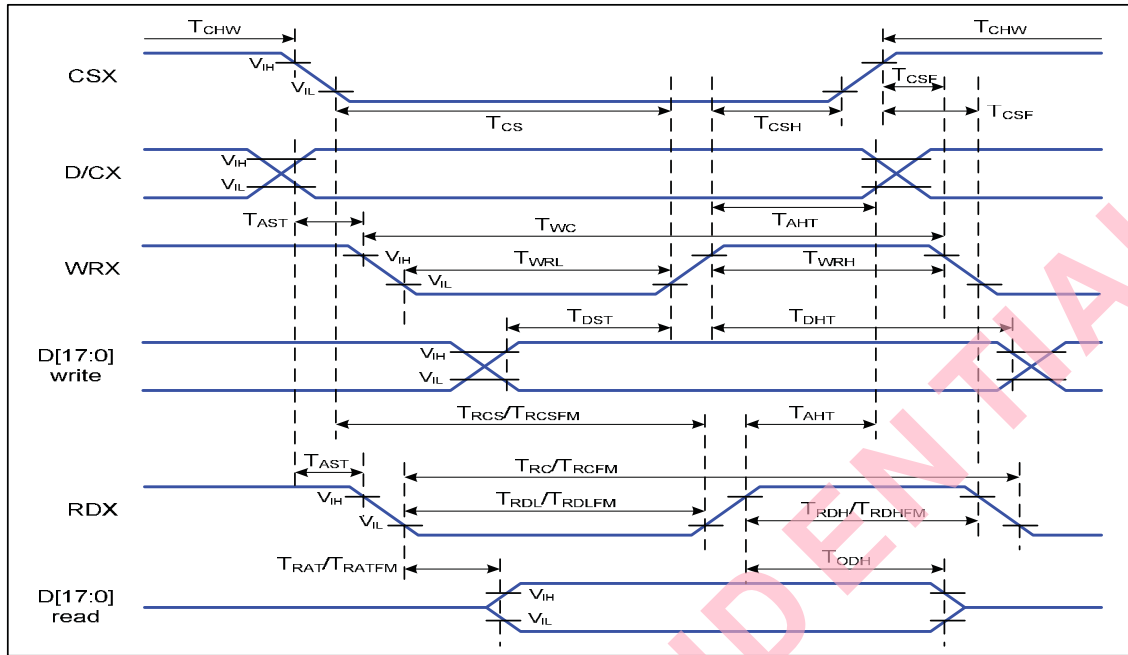 TCHW TCHW
VIH
CSX TCSF
VIL
TCS TCSH TCSF
VIH
D/CX
VIL
TAST TWC TAHT
VIH
WRX TWRL TWRH
VIL
TDST TDHT
D[17:0] VIH
write VIL
TRCS/TRCSFM TAHT
TAST TRC/TRCFM
VIH
RDX TRDL/TRDLFM TRDH/TRDHFM
VIL
TRAT/TRATFM TODH
D[17:0] VIH
read VIL
IDENTIAL